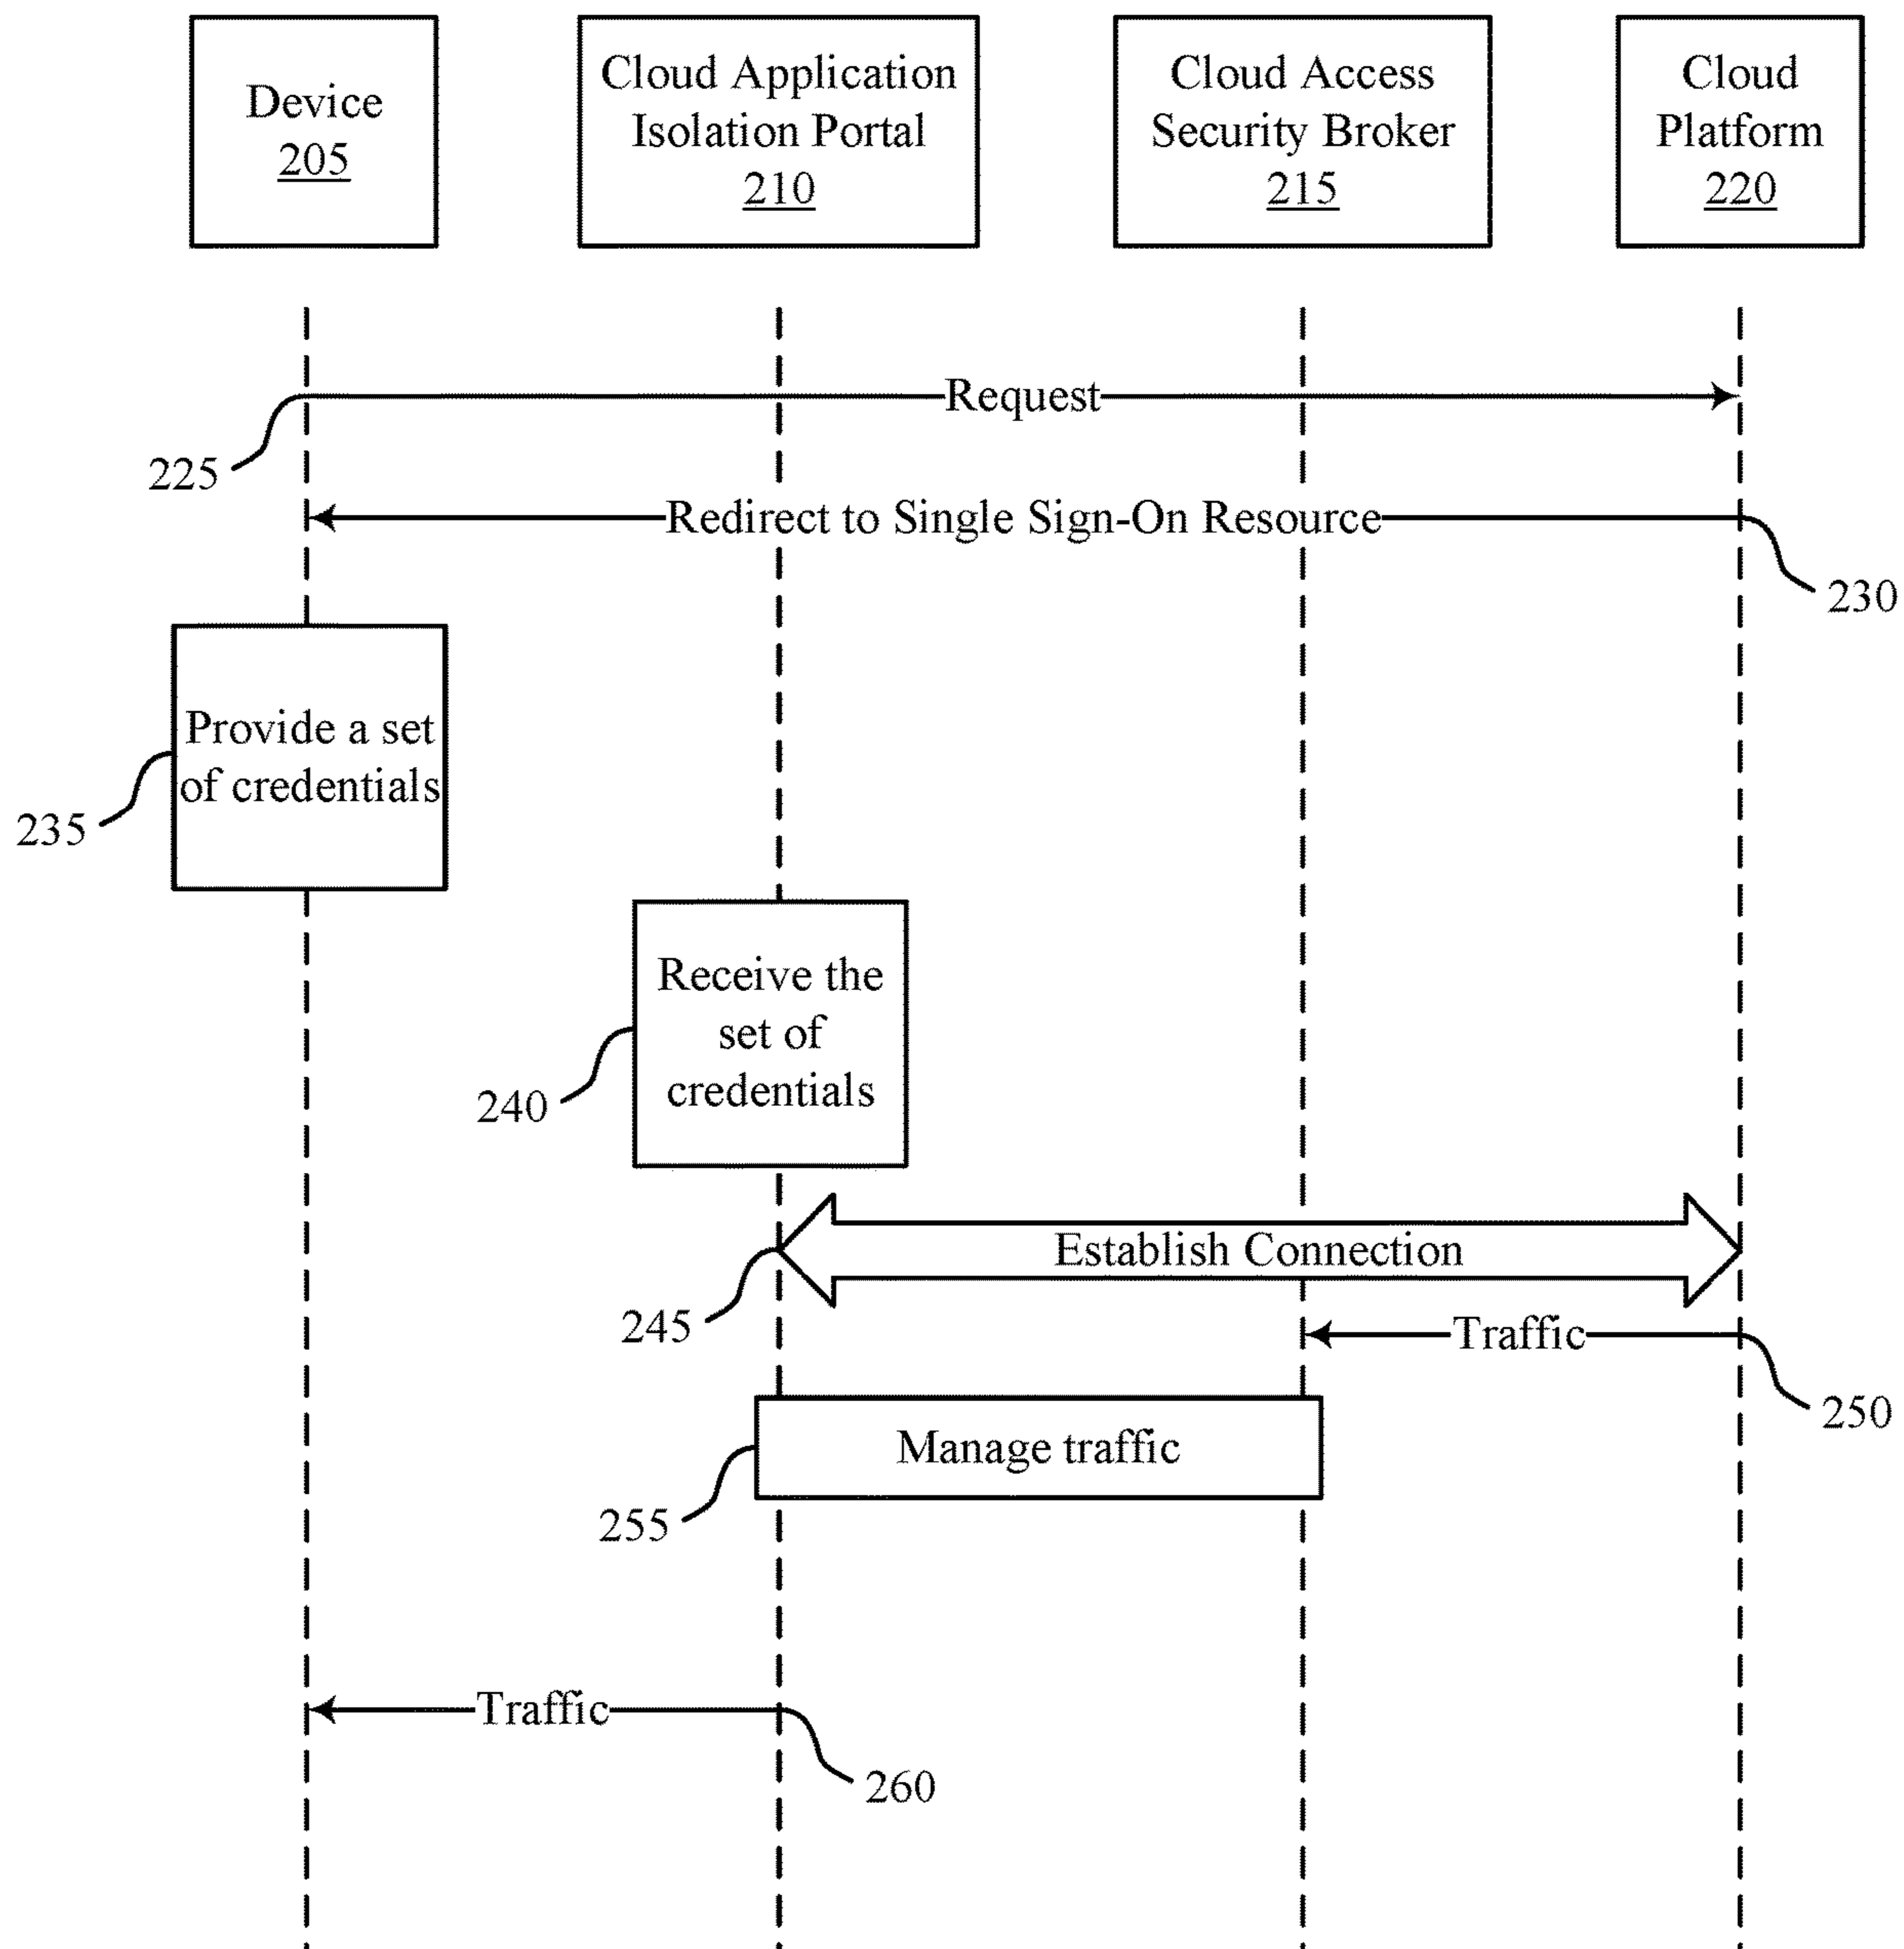 Device
205
Cloud Application
Isolation Portal
210
Cloud Access
Security Broker
215
Cloud
Platform
220
Request
225
Redirect to Single Sign-On Resource
230
Provide a set
of credentials
235
Receive the
set of
credentials
240
Establish Connection
245
Traffic
250
Manage traffic
255
Traffic
260